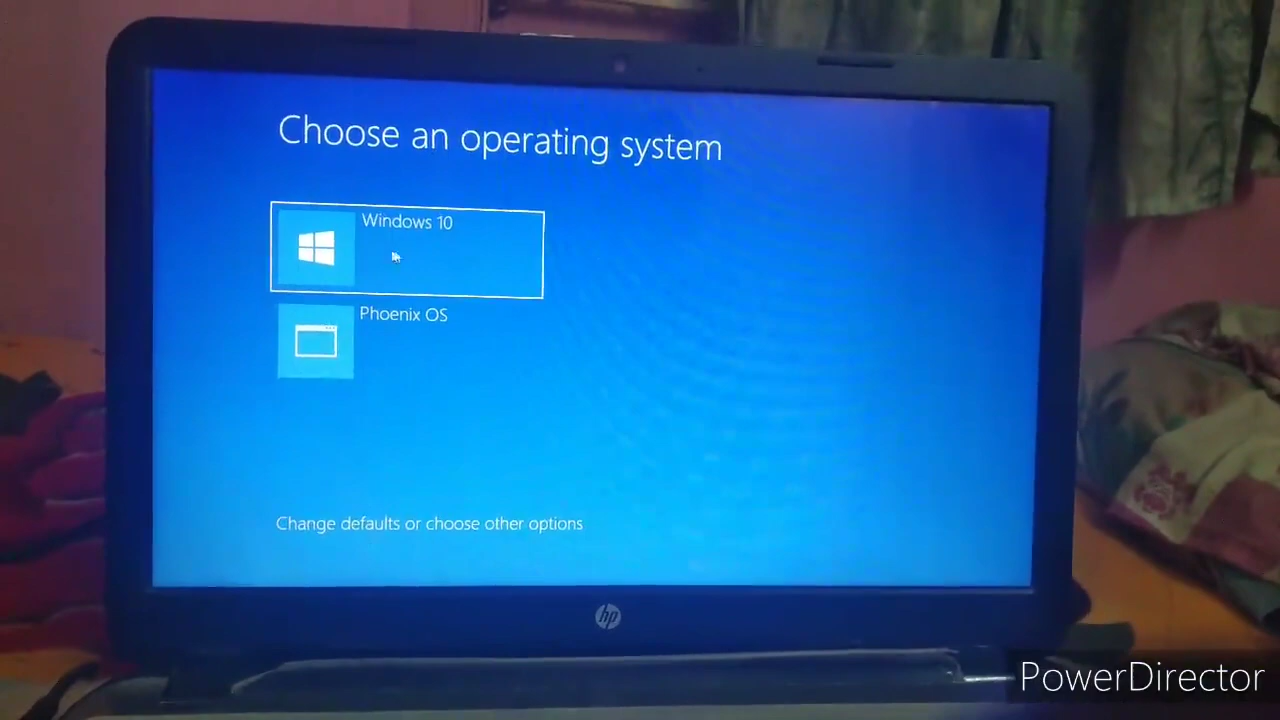 Choose an operating system
Windows 10
Phoenix OS
Change defaults or choose other options
hp
PowerDirector